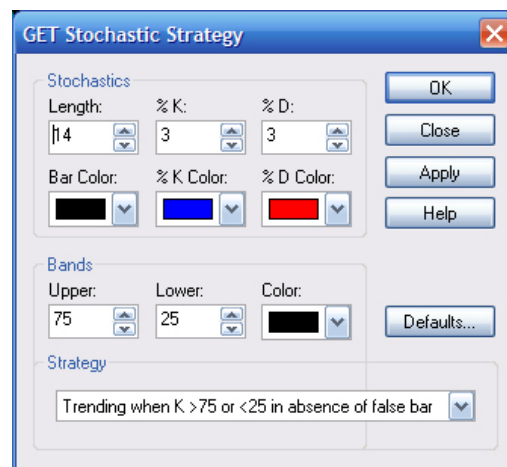 GET Stochastic Strategy
Stochastics
Length: % K: % D:
14 3 3
Bar Color: % K Color: % D Color:
OK
Close
Apply
Help
Bands
Upper: Lower: Color:
75 25
Defaults...
Strategy
Trending when K >75 or <25 in absence of false bar